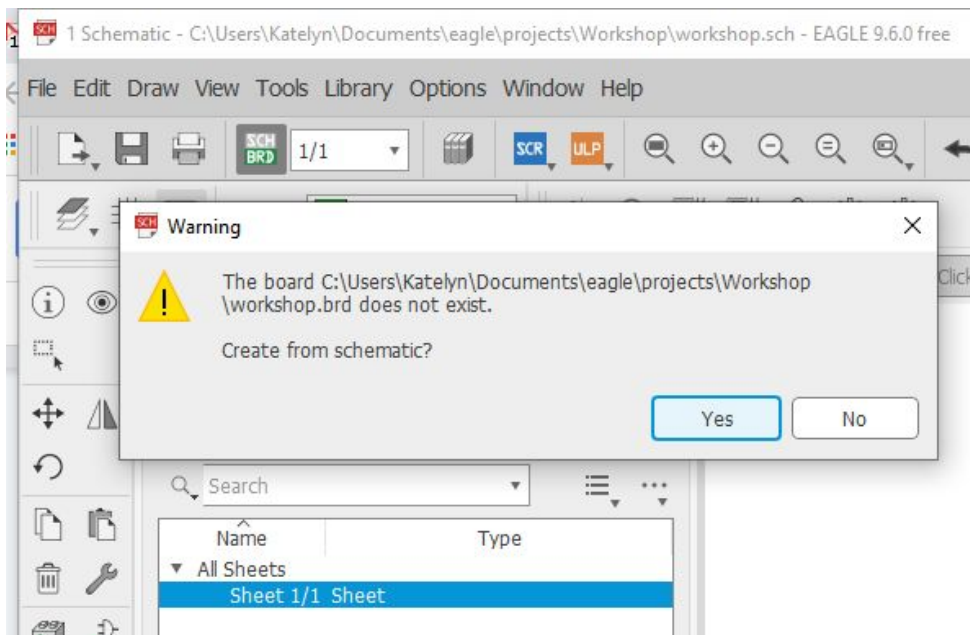 1 Schematic - C:\Users\Katelyn\Documents\eagle\projects\Workshop\workshop.sch - EAGLE 9.6.0 free
File Edit Draw View Tools Library Options Window Help
SCH
BRD
1/1
SCR
ULP
SCH
Warning
The board C:\Users\Katelyn\Documents\eagle\projects\Workshop
\workshop.brd does not exist.
Create from schematic?
Yes No
Search
Name Type
All Sheets
Sheet 1/1 Sheet